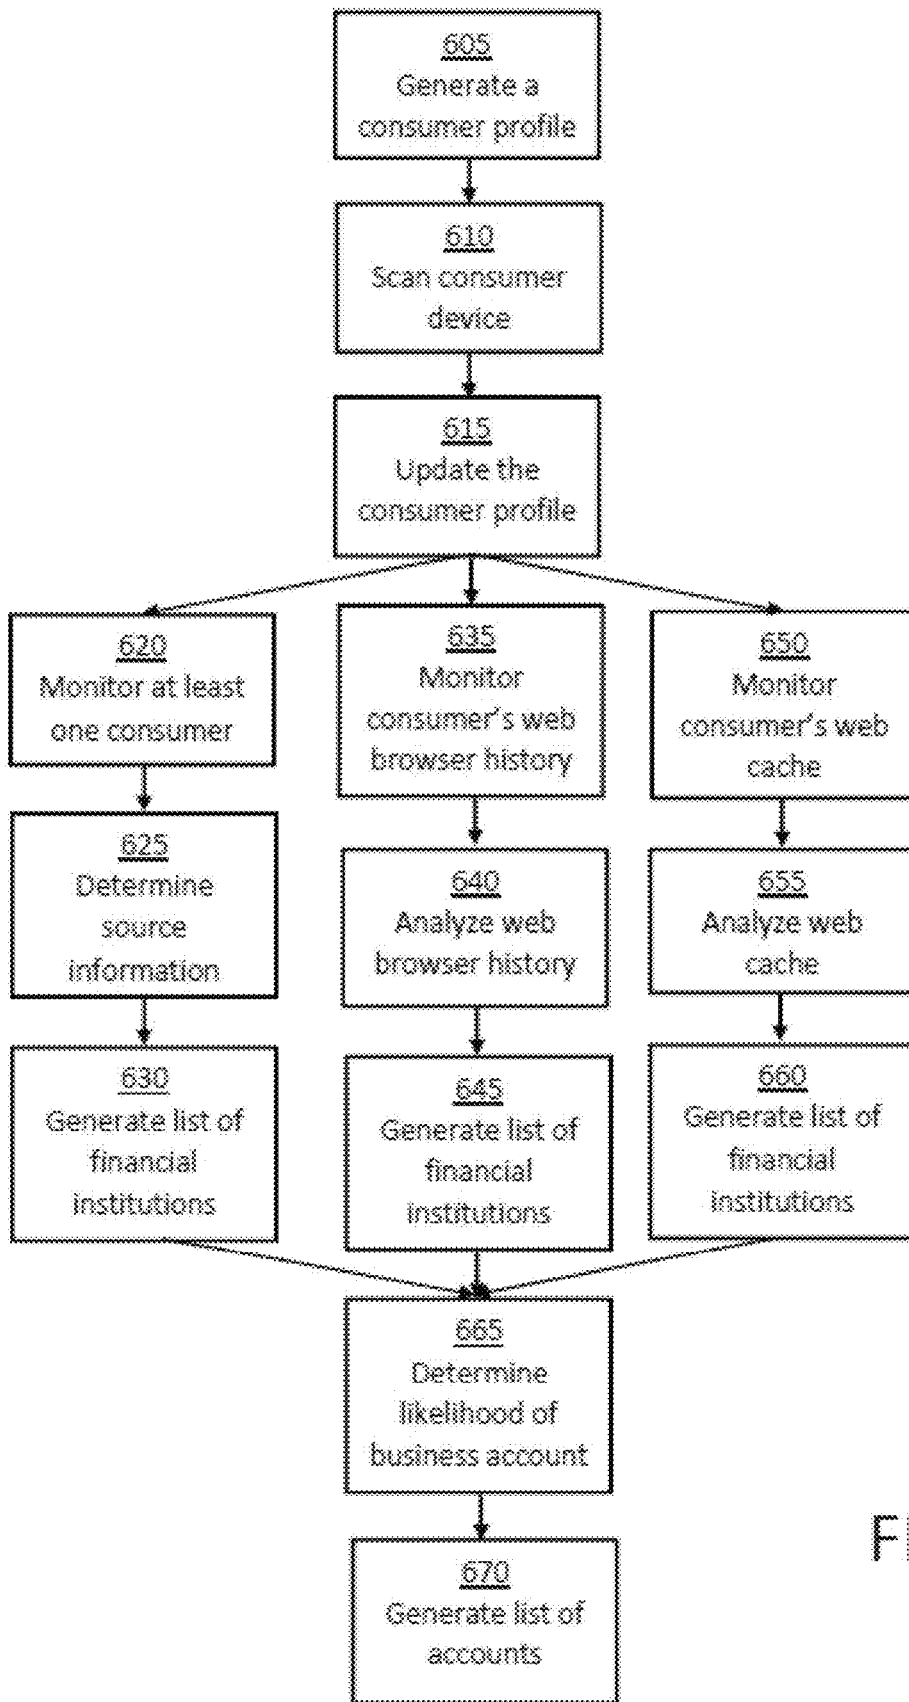 605
Generate a
consumer profile
610
Scan consumer
device
615
Update the
consumer profile
620
Monitor at least
one consumer
635
Monitor
consumer's web
browser history
650
Monitor
consumer's web
cache
625
Determine
source
information
640
Analyze web
browser history
655
Analyze web
cache
630
Generate list of
financial
institutions
645
Generate list of
financial
institutions
660
Generate list of
financial
institutions
665
Determine
likelihood of
business account
670
Generate list of
accounts